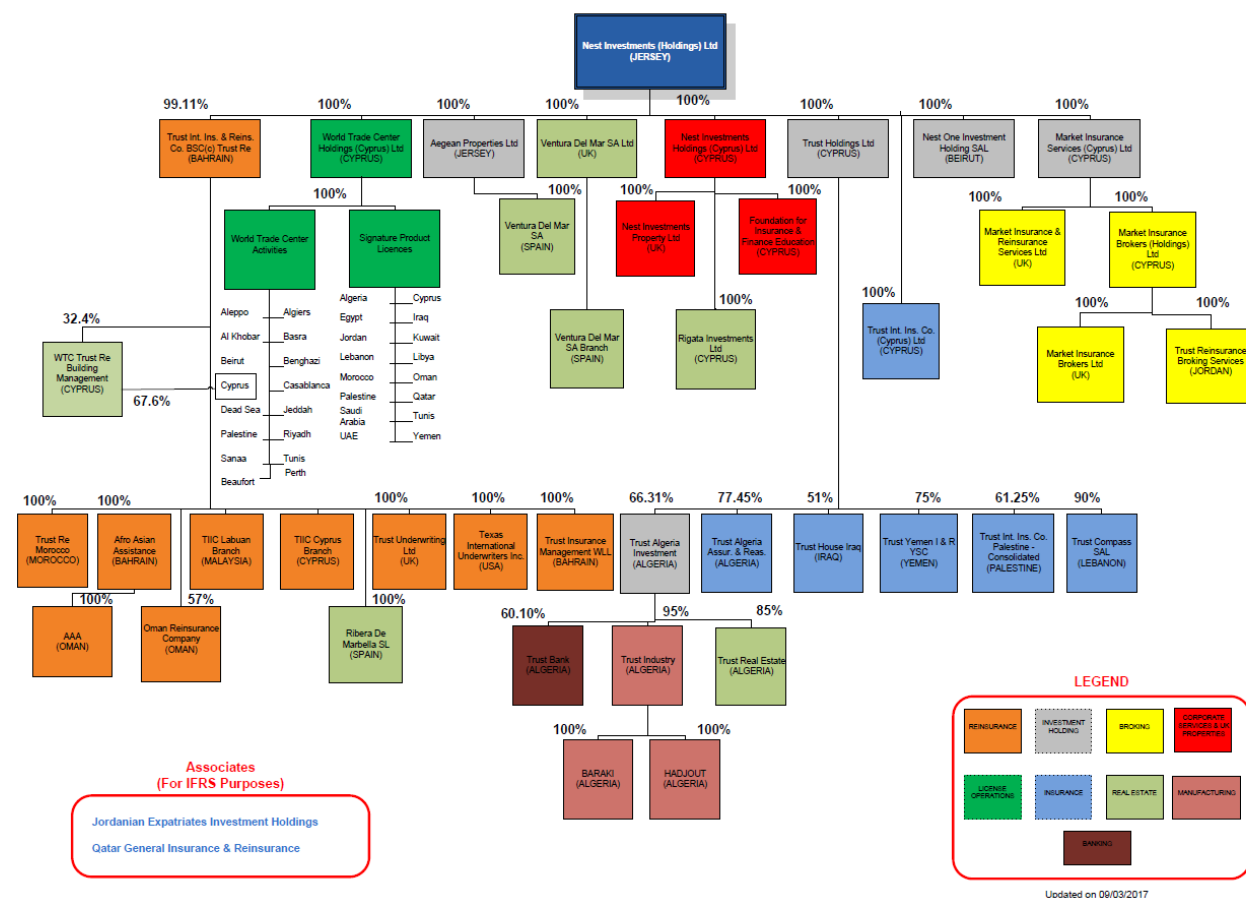 Nest Investments (Holdings) Ltd
(JERSEY)
99.11%
100%
100%
100%
100%
100%
100%
100%
Trust Int. Ins. & Reins.
Co. BSC(c) Trust Re
(BAHRAIN)
World Trade Center
Holdings (Cyprus) Ltd
(CYPRUS)
Aegean Properties Ltd
(JERSEY)
Ventura Del Mar SA Ltd
(UK)
Nest Investments
Holdings (Cyprus) Ltd
(CYPRUS)
Trust Holdings Ltd
(CYPRUS)
Nest One Investment
Holding SAL
(BEIRUT)
Market Insurance
Services (Cyprus) Ltd
(CYPRUS)
100%
World Trade Center
Activities
Signature Product
Licences
100%
Ventura Del Mar
SA
(SPAIN)
100%
Ventura Del Mar
SA Branch
(SPAIN)
100%
Nest Investments
Property Ltd
(UK)
100%
Foundation for
Insurance &
Finance Education
(CYPRUS)
100%
Rigata Investments
Ltd
(CYPRUS)
100%
Trust Int. Ins. Co.
(Cyprus) Ltd
(CYPRUS)
100%
Market Insurance &
Reinsurance
Services Ltd
(UK)
100%
Market Insurance
Brokers (Holdings)
Ltd
(CYPRUS)
100%
Market Insurance
Brokers Ltd
(UK)
100%
Trust Reinsurance
Broking Services
(JORDAN)
Aleppo
Algiers
Al Khobar
Basra
Beirut
Benghazi
Cyprus
Casablanca
Dead Sea
Jeddah
Palestine
Riyadh
Sanaa
Tunis
Beaufort
Perth
Algeria
Cyprus
Egypt
Iraq
Jordan
Kuwait
Lebanon
Libya
Morocco
Oman
Palestine
Qatar
Saudi
Arabia
Tunis
UAE
Yemen
32.4%
WTC Trust Re
Building
Management
(CYPRUS)
67.6%
100%
Trust Re
Morocco
(MOROCCO)
100%
Afro Asian
Assistance
(BAHRAIN)
TIIC Labuan
Branch
(MALAYSIA)
TIIC Cyprus
Branch
(CYPRUS)
100%
Trust Underwriting
Ltd
(UK)
100%
Texas
International
Underwriters Inc.
(USA)
100%
Trust Insurance
Management WLL
(BAHRAIN)
66.31%
Trust Algeria
Investment
(ALGERIA)
77.45%
Trust Algeria
Assur. & Reas.
(ALGERIA)
51%
Trust House Iraq
(IRAQ)
75%
Trust Yemen I & R
YSC
(YEMEN)
61.25%
Trust Int. Ins. Co.
Palestine -
Consolidated
(PALESTINE)
90%
Trust Compass
SAL
(LEBANON)
100%
AAA
(OMAN)
57%
Oman Reinsurance
Company
(OMAN)
100%
Ribera De
Marbella SL
(SPAIN)
60.10%
Trust Bank
(ALGERIA)
95%
Trust Industry
(ALGERIA)
85%
Trust Real Estate
(ALGERIA)
100%
BARAKI
(ALGERIA)
100%
HADJOUT
(ALGERIA)
Associates
(For IFRS Purposes)
Jordanian Expatriates Investment Holdings
Qatar General Insurance & Reinsurance
LEGEND
REINSURANCE
INVESTMENT
HOLDING
BROKING
CORPORATE
SERVICES & UK
PROPERTIES
LICENSE
OPERATIONS
INSURANCE
REAL ESTATE
MANUFACTURING
BANKING
Updated on 09/03/2017